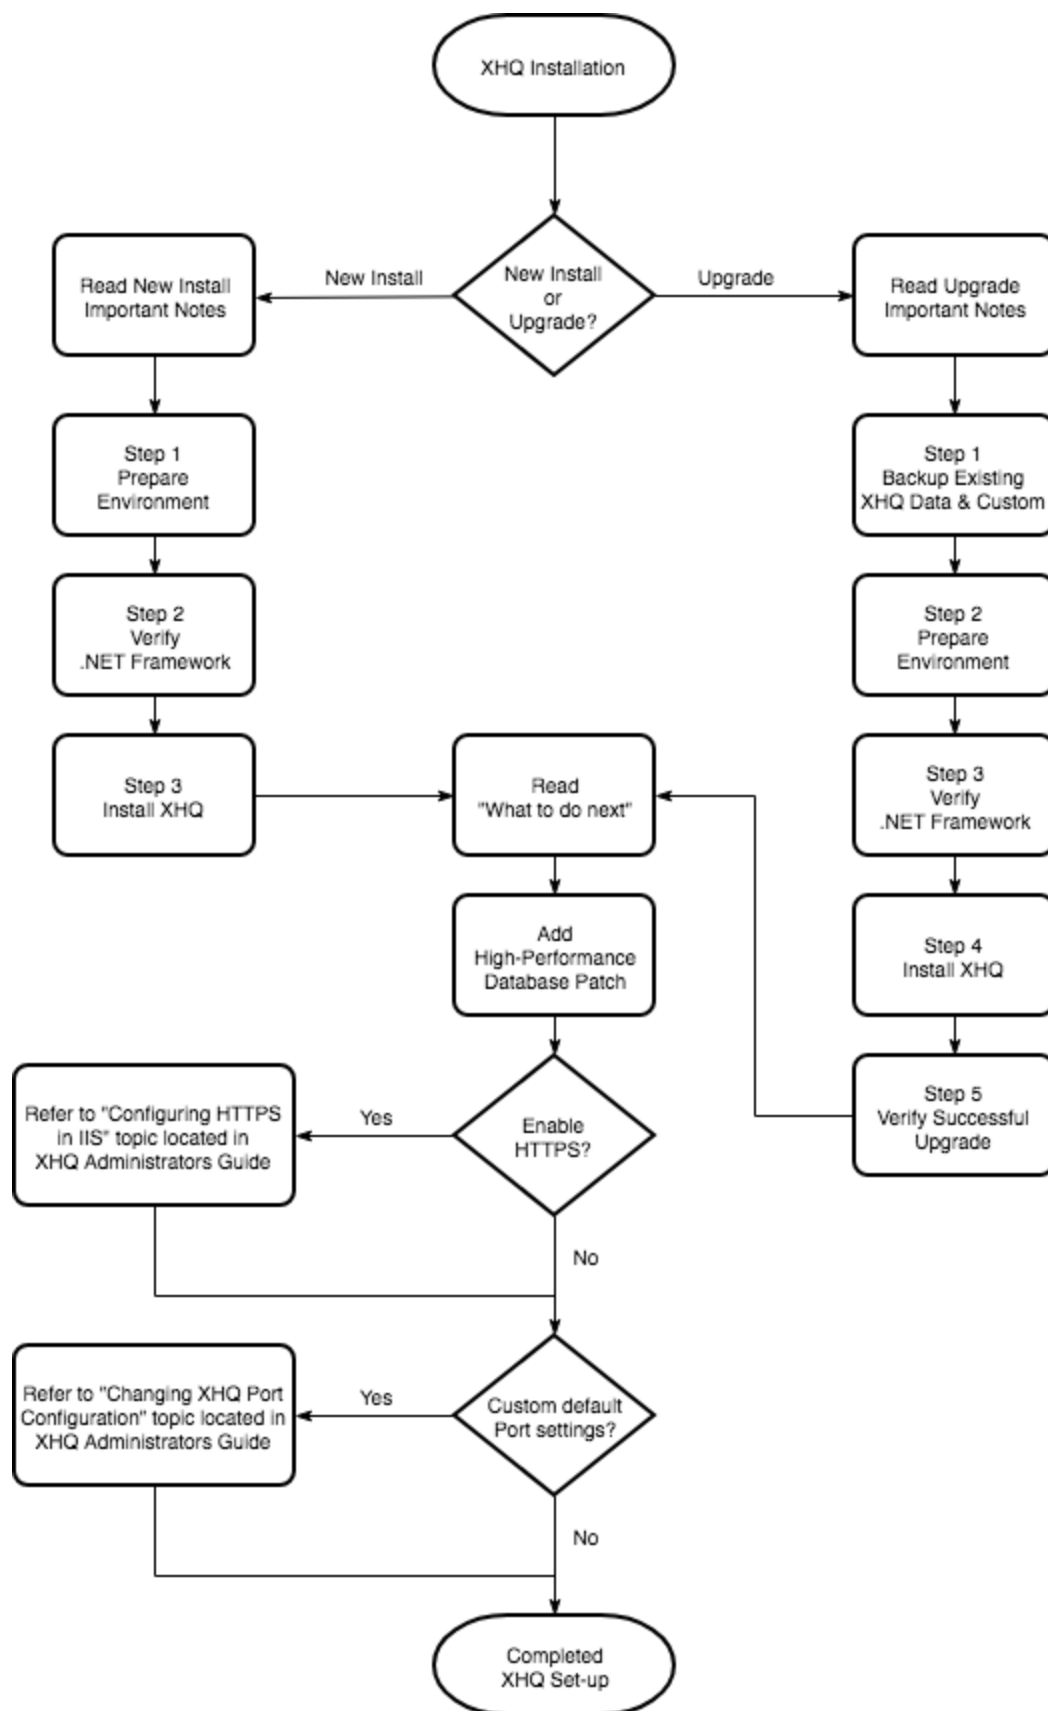 XHQ Installation
New Install
or
Upgrade?
New Install
Upgrade
Read New Install
Important Notes
Read Upgrade
Important Notes
Step 1
Prepare
Environment
Step 1
Backup Existing
XHQ Data & Custom
Step 2
Verify
.NET Framework
Step 2
Prepare
Environment
Step 3
Install XHQ
Read
"What to do next"
Step 3
Verify
.NET Framework
Add
High-Performance
Database Patch
Step 4
Install XHQ
Step 5
Verify Successful
Upgrade
Enable
HTTPS?
Yes
Refer to "Configuring HTTPS
in IIS" topic located in
XHQ Administrators Guide
No
Custom default
Port settings?
Yes
Refer to "Changing XHQ Port
Configuration" topic located in
XHQ Administrators Guide
No
Completed
XHQ Set-up